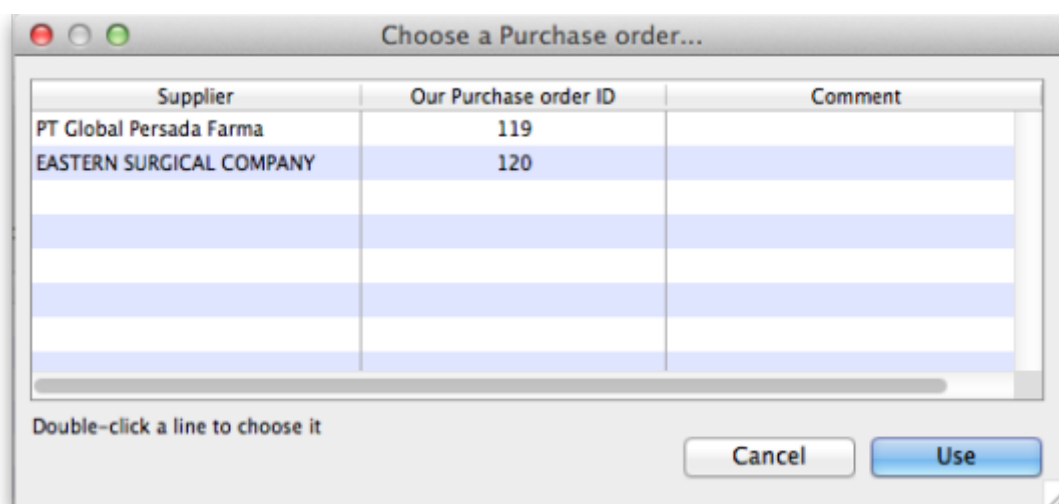 Choose a Purchase order...
Supplier Our Purchase order ID Comment
PT Global Persada Farma 119
EASTERN SURGICAL COMPANY 120
Double-click a line to choose it
Cancel Use